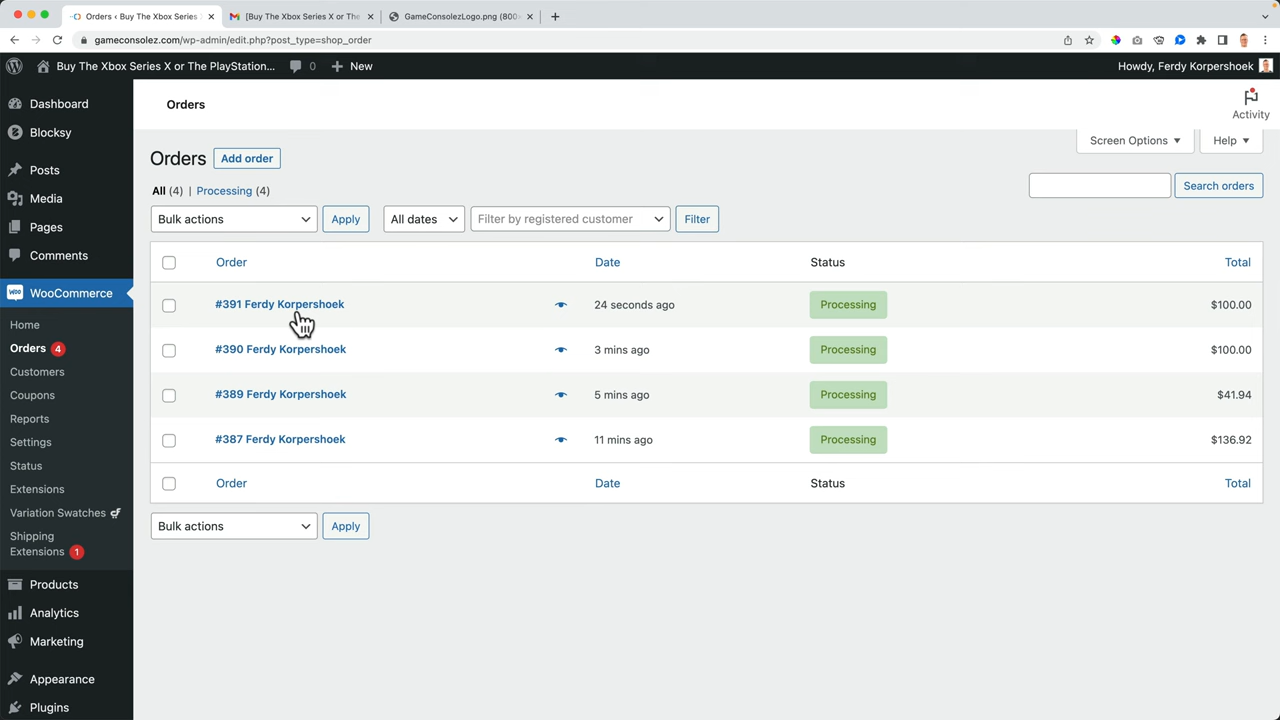 Orders ‹ Buy The Xbox Series
[Buy The Xbox Series X or The
GameConsolezLogo.png (800×
gameconsolez.com/wp-admin/edit.php?post_type=shop_order
Buy The Xbox Series X or The PlayStation...
0
New
Howdy, Ferdy Korpershoek
Dashboard
Blocksy
Posts
Media
Pages
Comments
WooCommerce
Home
Orders 4
Customers
Coupons
Reports
Settings
Status
Extensions
Variation Swatches
Shipping
Extensions 1
Products
Analytics
Marketing
Appearance
Plugins
Orders
Activity
Screen Options
Help
Orders
Add order
All (4) | Processing (4)
Search orders
Bulk actions
Apply
All dates
Filter by registered customer
Filter
Order
Date
Status
Total
#391 Ferdy Korpershoek
24 seconds ago
Processing
$100.00
#390 Ferdy Korpershoek
3 mins ago
Processing
$100.00
#389 Ferdy Korpershoek
5 mins ago
Processing
$41.94
#387 Ferdy Korpershoek
11 mins ago
Processing
$136.92
Order
Date
Status
Total
Bulk actions
Apply